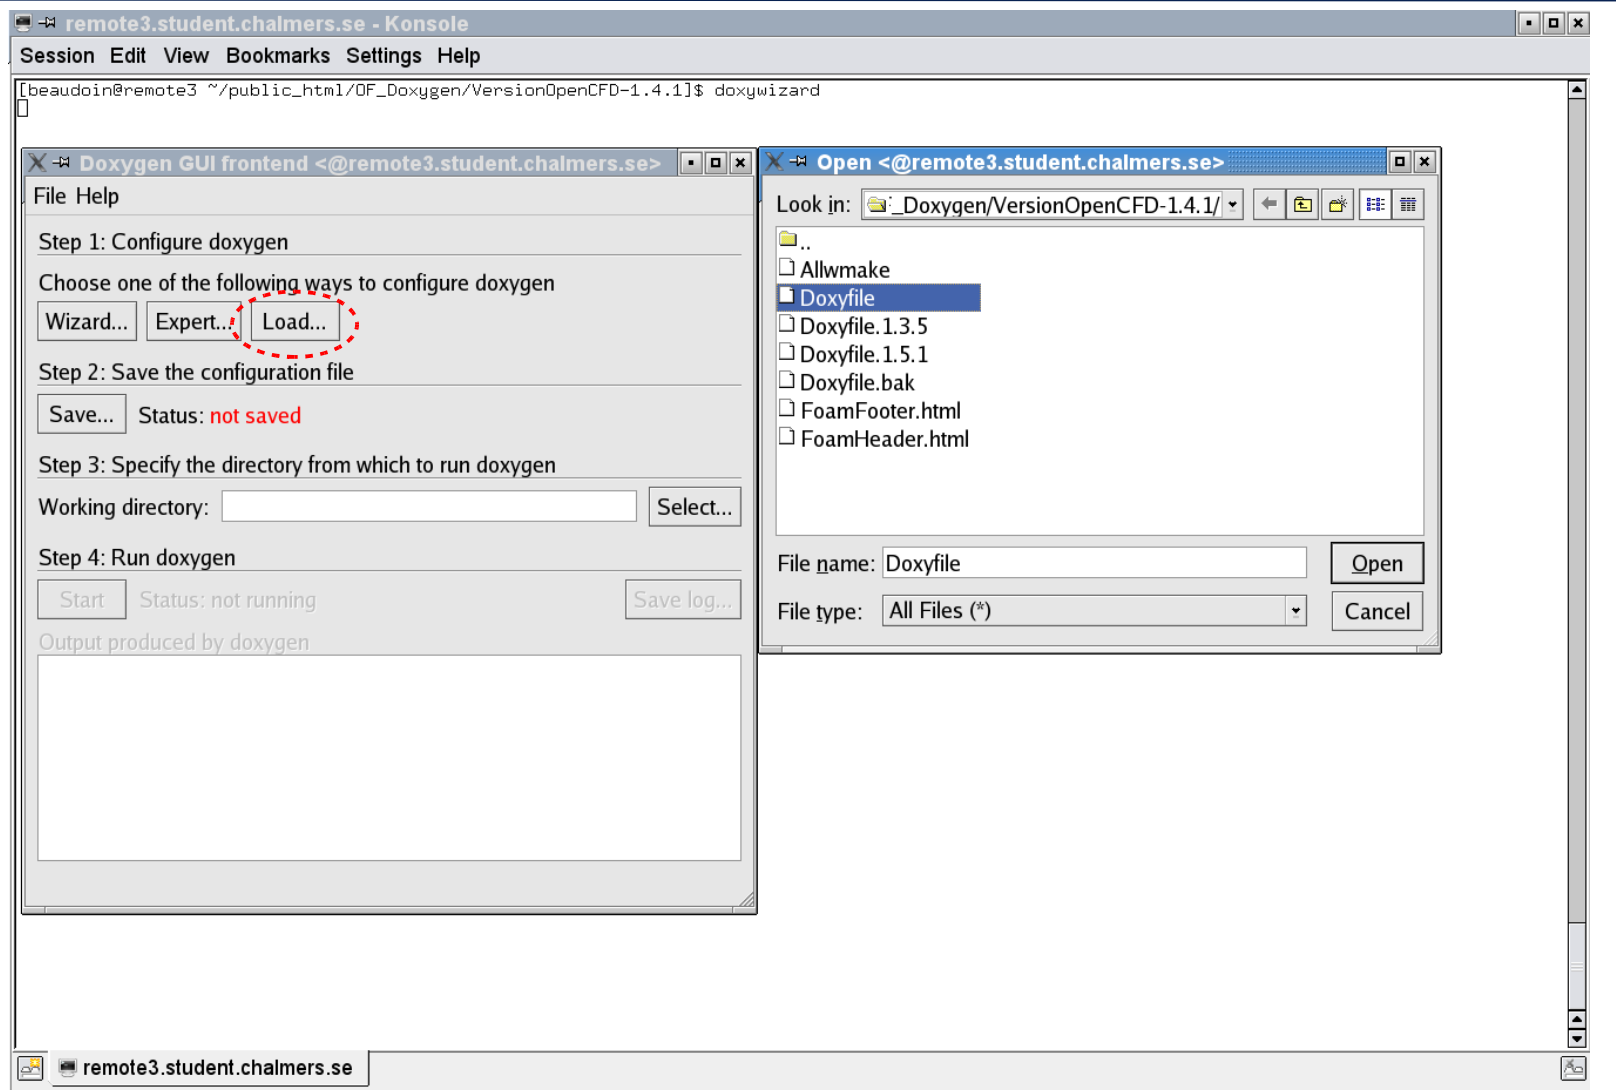 remote3.student.chalmers.se - Konsole
Session Edit View Bookmarks Settings Help
[beaudoin@remote3 ~/public_html/OF_Doxygen/VersionOpenCFD-1.4.1]$ doxywizard
Doxygen GUI frontend <@remote3.student.chalmers.se>
File Help
Step 1: Configure doxygen
Choose one of the following ways to configure doxygen
Wizard... Expert... Load...
Step 2: Save the configuration file
Save... Status: not saved
Step 3: Specify the directory from which to run doxygen
Working directory: Select...
Step 4: Run doxygen
Start Status: not running Save log...
Output produced by doxygen
Open <@remote3.student.chalmers.se>
Look in: _Doxygen/VersionOpenCFD-1.4.1/
..
Allwmake
Doxyfile
Doxyfile.1.3.5
Doxyfile.1.5.1
Doxyfile.bak
FoamFooter.html
FoamHeader.html
File name: Doxyfile Open
File type: All Files (*) Cancel
remote3.student.chalmers.se